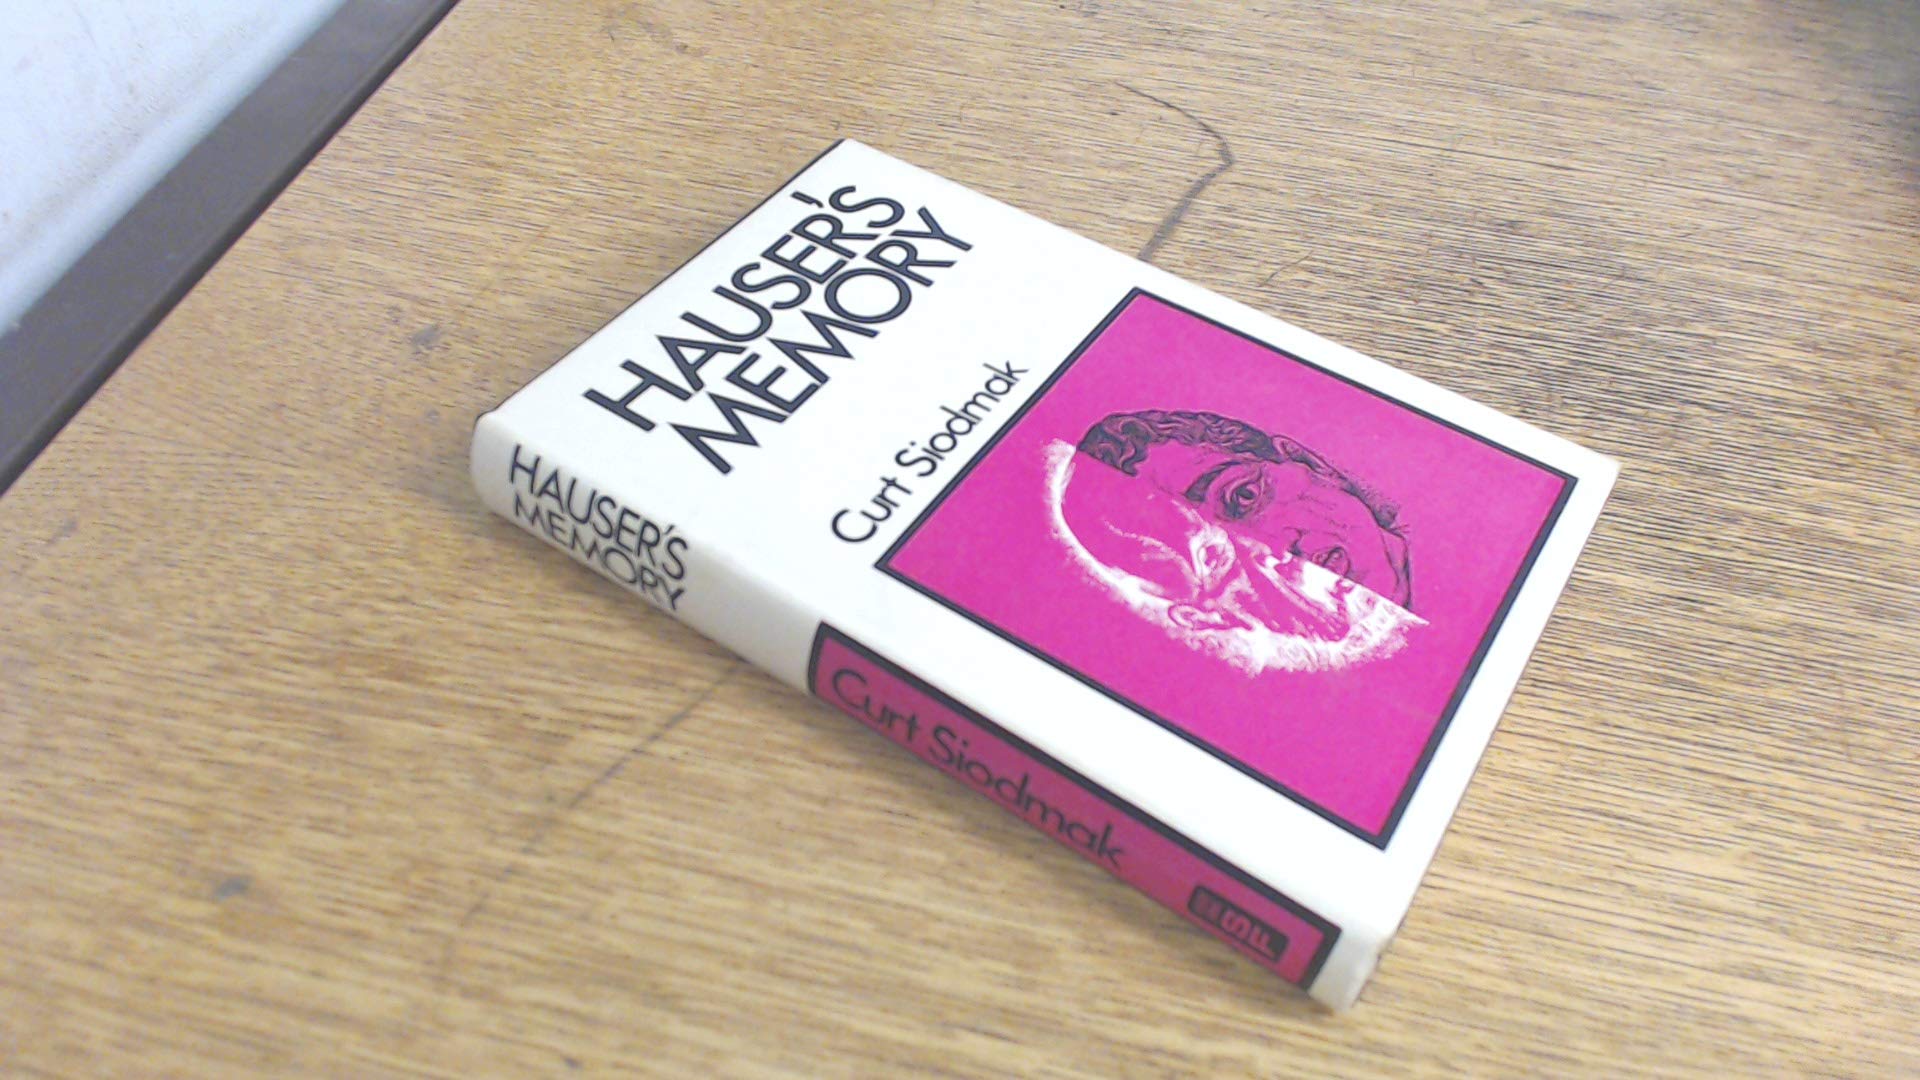 HAUSER'S
MEMORY
Curt Siodmak
HAUSER'S
MEMORY
Curt Siodmak